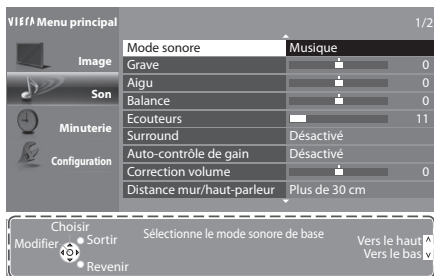 VIErA Menu principal 1/2
Image
Son
Minuterie
Configuration
Mode sonore Musique
Grave 0
Aigu 0
Balance 0
Ecouteurs 11
Surround Désactivé
Auto-contrôle de gain Désactivé
Correction volume 0
Distance mur/haut-parleur Plus de 30 cm
Choisir
Modifier Sortir
Revenir
Sélectionne le mode sonore de base
Vers le haut
Vers le bas